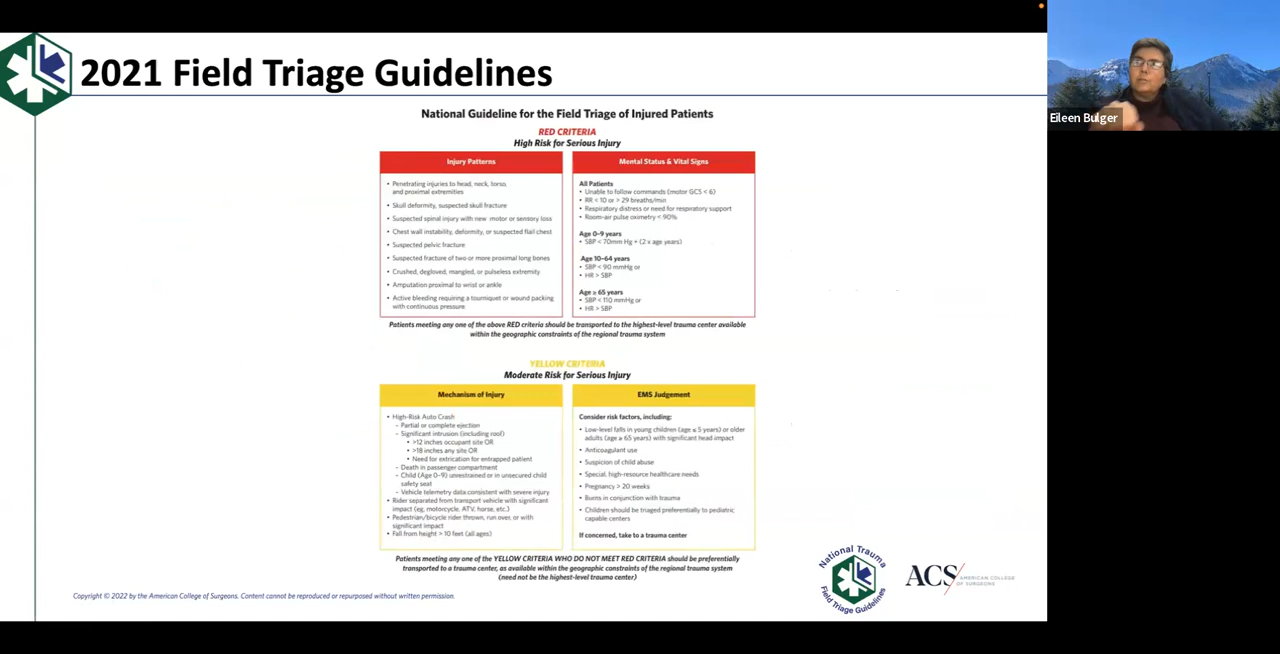 2021 Field Triage Guidelines
National Guideline for the Field Triage of Injured Patients
RED CRITERIA
High Risk for Serious Injury
Injury Patterns
• Penetrating injuries to head, neck, torso,
and proximal extremities
• Skull deformity, suspected skull fracture
• Suspected spinal injury with new motor or sensory loss
• Chest wall instability, deformity, or suspected flail chest
• Suspected pelvic fracture
• Suspected fracture of two or more proximal long bones
• Crushed, degloved, mangled, or pulseless extremity
• Amputation proximal to wrist or ankle
• Active bleeding requiring a tourniquet or wound packing
with continuous pressure
Mental Status & Vital Signs
All Patients
• Unable to follow commands (motor GCS < 6)
• RR < 10 or > 29 breaths/min
• Respiratory distress or need for respiratory support
• Room-air pulse oximetry < 90%
Age 0–9 years
• SBP < 70mm Hg + (2 x age years)
Age 10–64 years
• SBP < 90 mmHg or
• HR > SBP
Age ≥ 65 years
• SBP < 110 mmHg or
• HR > SBP
Patients meeting any one of the above RED criteria should be transported to the highest-level trauma center available
within the geographic constraints of the regional trauma system
YELLOW CRITERIA
Moderate Risk for Serious Injury
Mechanism of Injury
• High-Risk Auto Crash
– Partial or complete ejection
– Significant intrusion (including roof)
• >12 inches occupant site OR
• >18 inches any site OR
• Need for extrication for entrapped patient
– Death in passenger compartment
– Child (Age 0–9) unrestrained or in unsecured child
safety seat
– Vehicle telemetry data consistent with severe injury
• Rider separated from transport vehicle with significant
impact (eg, motorcycle, ATV, horse, etc.)
• Pedestrian/bicycle rider thrown, run over, or with
significant impact
• Fall from height > 10 feet (all ages)
EMS Judgement
Consider risk factors, including:
• Low-level falls in young children (age ≤ 5 years) or older
adults (age ≥ 65 years) with significant head impact
• Anticoagulant use
• Suspicion of child abuse
• Special, high-resource healthcare needs
• Pregnancy > 20 weeks
• Burns in conjunction with trauma
• Children should be triaged preferentially to pediatric
capable centers
If concerned, take to a trauma center
Patients meeting any one of the YELLOW CRITERIA WHO DO NOT MEET RED CRITERIA should be preferentially
transported to a trauma center, as available within the geographic constraints of the regional trauma system
(need not be the highest-level trauma center)
Copyright © 2022 by the American College of Surgeons. Content cannot be reproduced or repurposed without written permission.
National Trauma
Field Triage Guidelines
ACS
AMERICAN COLLEGE
OF SURGEONS
Eileen Bulger